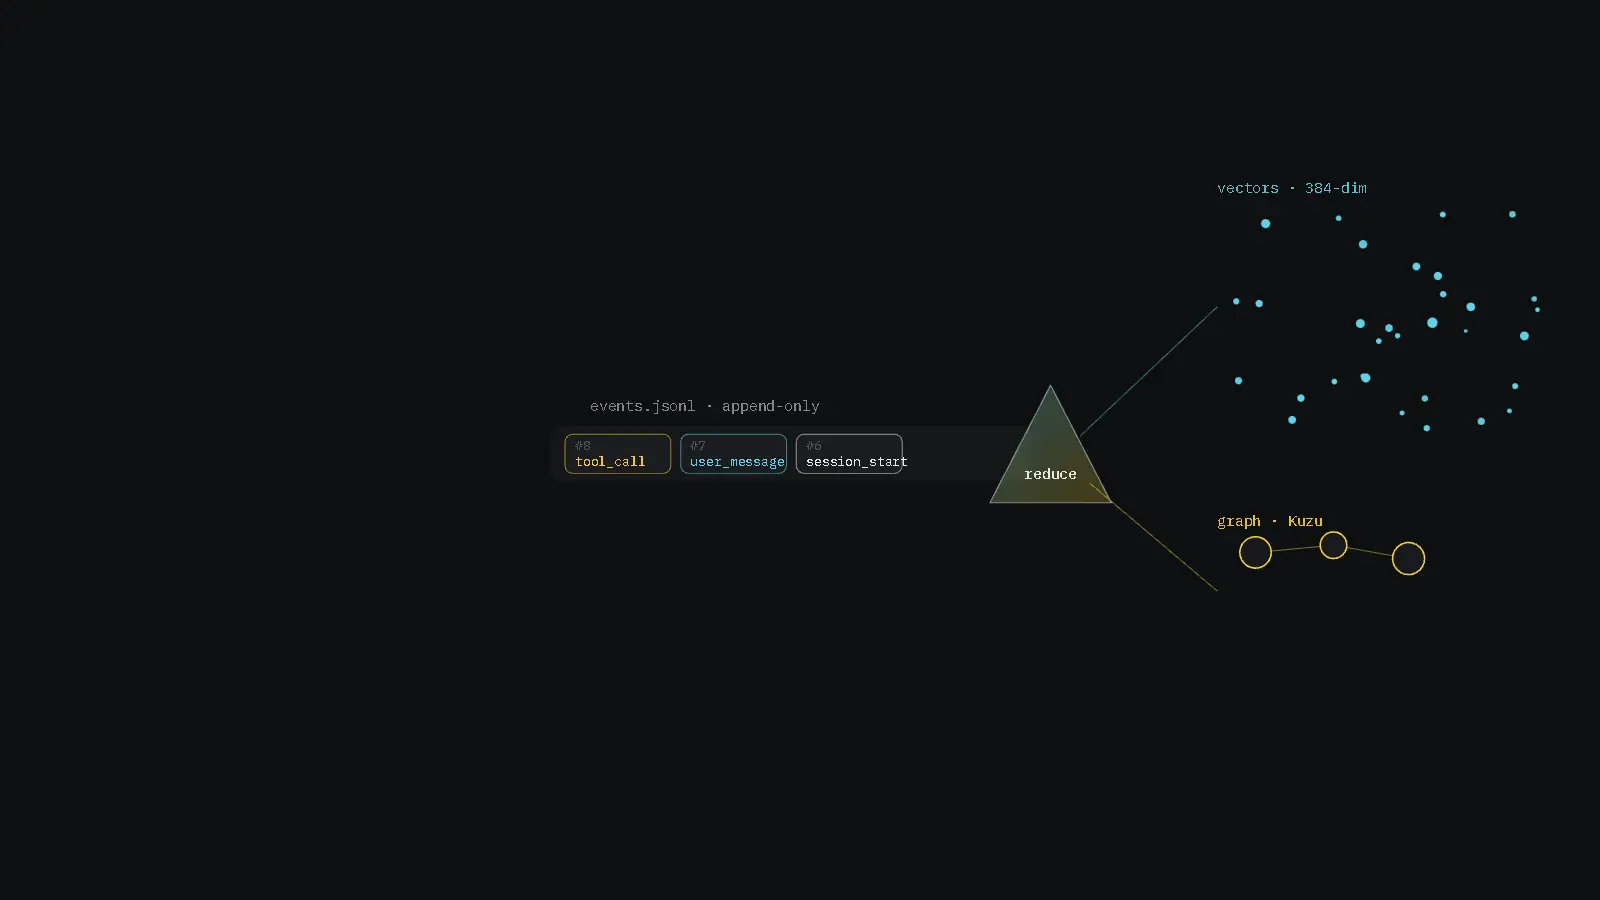 vectors · 384-dim
events.jsonl · append-only
#8
tool_call
#7
user_message
#6
session_start
reduce
graph · Kuzu